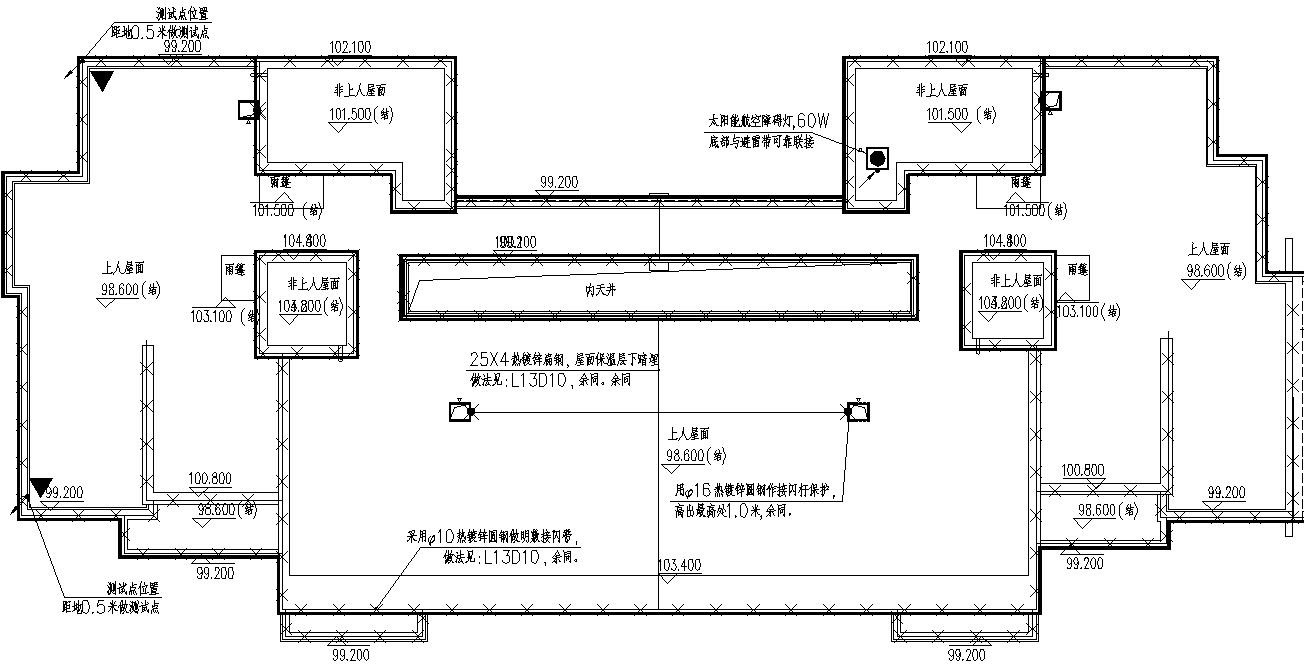 测试点位置
距地0.5米做测试点
99.200
102.100
102.100
非上人屋面
101.500(结)
非上人屋面
101.500(结)
太阳能航空障碍灯,60W
底部与避雷带可靠联接
雨篷
101.500(结)
99.200
雨篷
101.500(结)
上人屋面
98.600(结)
雨篷
103.100(结)
非上人屋面
(结)
内天井
非上人屋面
(结)
雨篷
103.100(结)
上人屋面
98.600(结)
25X4热镀锌扁钢,屋面保温层下暗埋
做法见:L13D10,余同。余同
上人屋面
98.600(结)
用φ16热镀锌圆钢作接闪杆保护,
高出最高处1.0米,余同。
99.200
100.800
98.600(结)
100.800
98.600(结)
99.200
采用φ10热镀锌圆钢做明敷接闪带,
做法见:L13D10,余同。
99.200
103.400
99.200
测试点位置
距地0.5米做测试点
99.200
99.200